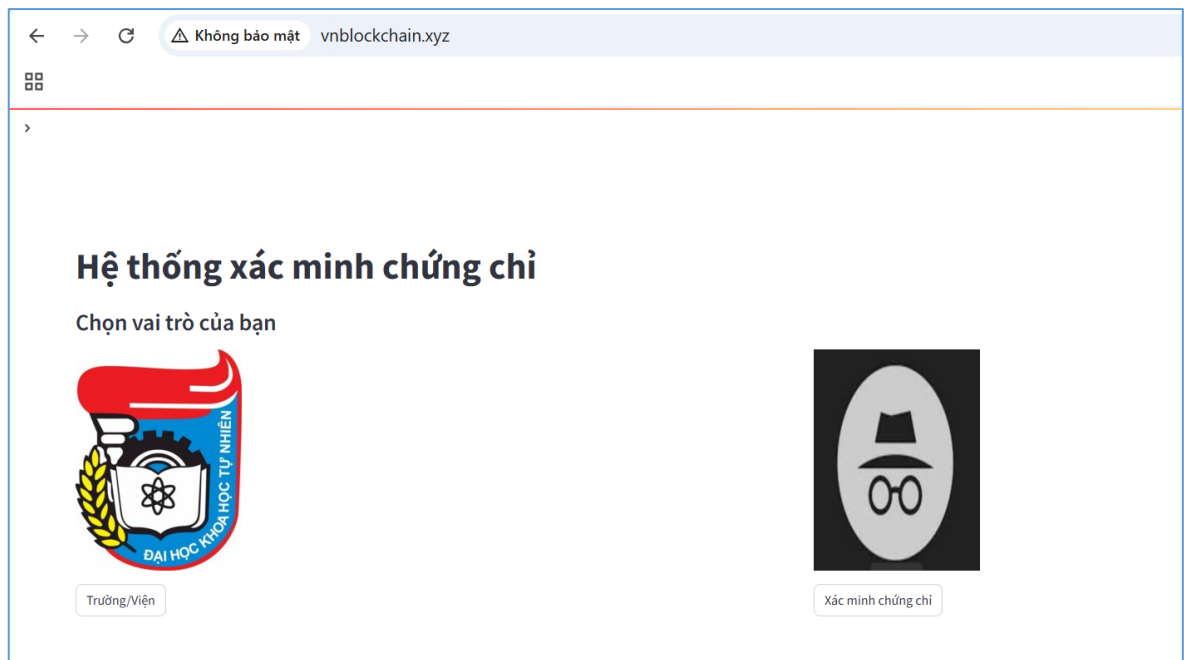 Không bảo mật vnblockchain.xyz
Hệ thống xác minh chứng chỉ
Chọn vai trò của bạn
ĐẠI HỌC KHOA HỌC TỰ NHIÊN
Trường/Viện
Xác minh chứng chỉ